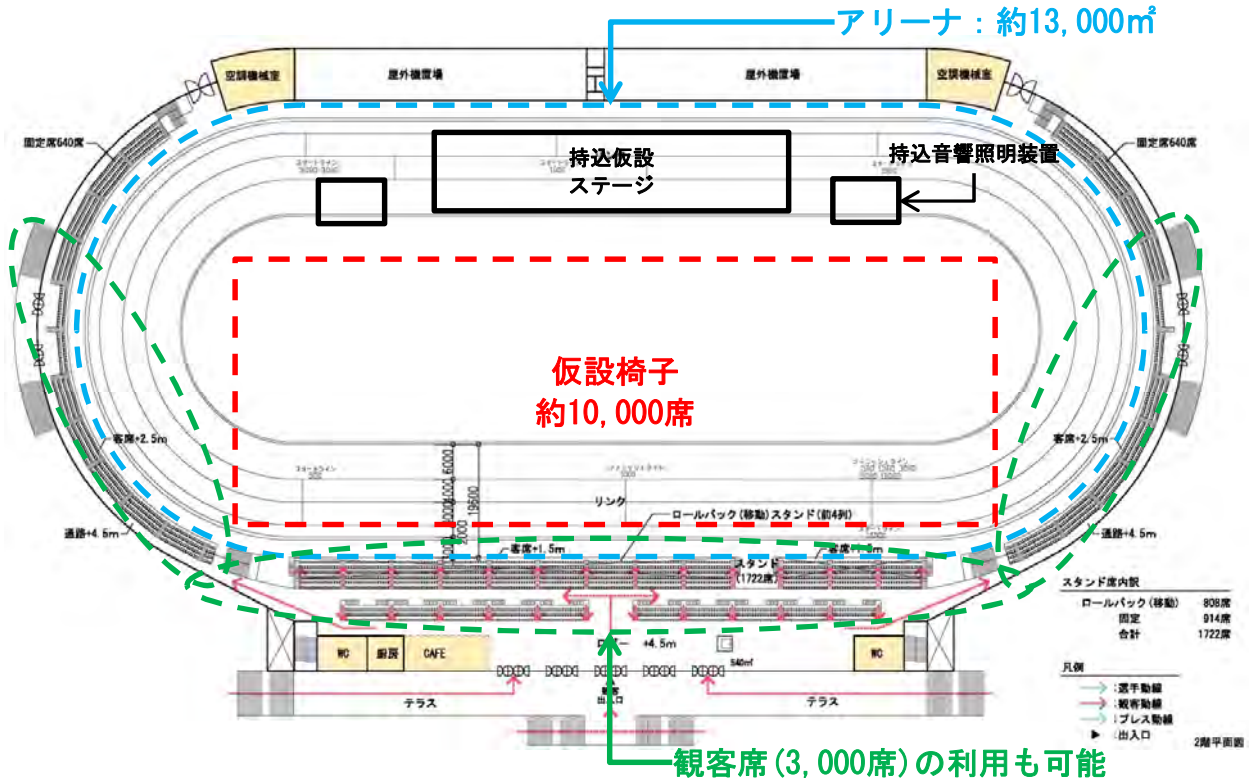 アリーナ：約13,000㎡
空調機械室
屋外機置場
屋外機置場
空調機械室
固定席640席
固定席640席
持込仮設
ステージ
持込音響照明装置
仮設椅子
約10,000席
客席+2.5m
客席+2.5m
リンク
ロールバック(移動)スタンド(前4列)
通路+4.5m
通路+4.5m
客席+1.5m
スタンド
(1722席)
19600
2000
6000
WC
厨房
CAFE
+4.5m
540㎡
WC
テラス
出入口
テラス
観客席(3,000席)の利用も可能
スタンド席内訳
ロールバック(移動) 808席
固定 914席
合計 1722席
凡例
:選手動線
:観客動線
:プレス動線
:出入口
2階平面図